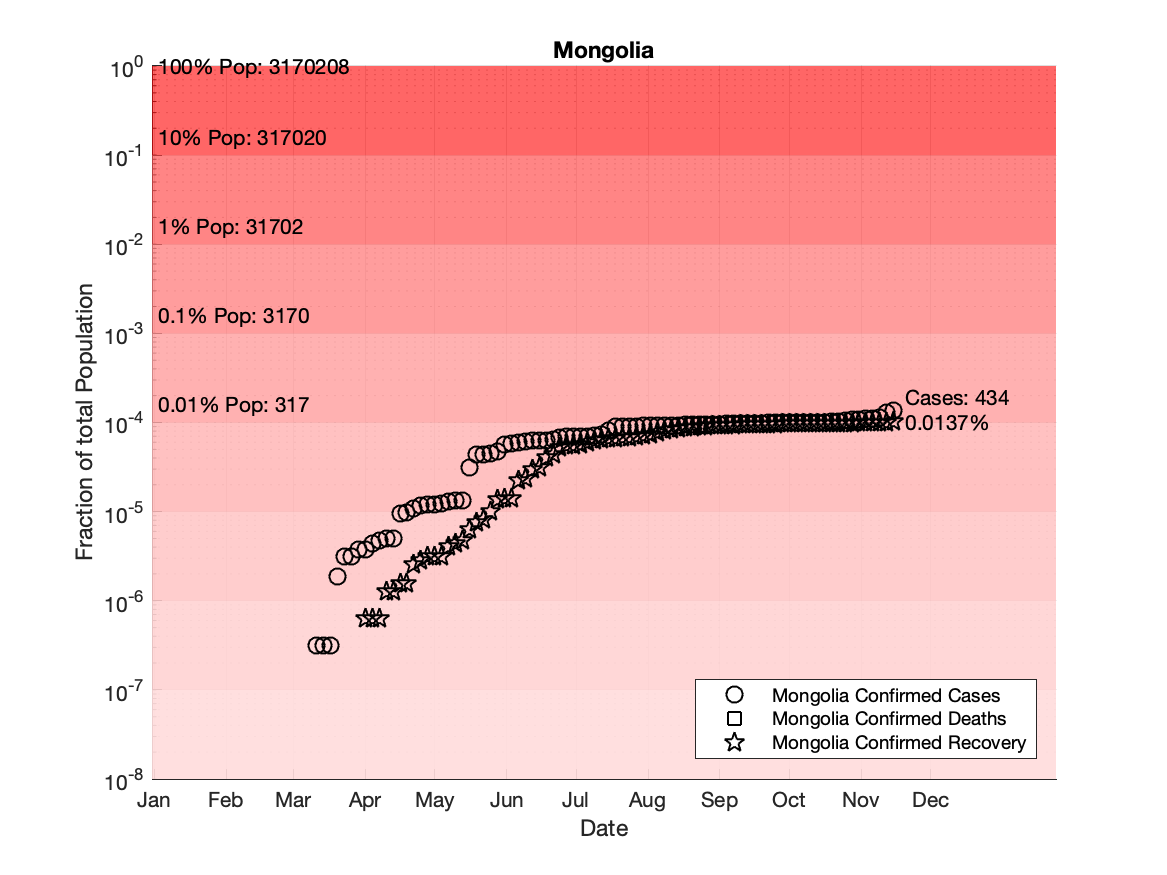 Mongolia
10^0
100% Pop: 3170208
10% Pop: 317020
10^-1
1% Pop: 31702
10^-2
0.1% Pop: 3170
10^-3
0.01% Pop: 317
Cases: 434
10^-4
0.0137%
10^-5
10^-6
10^-7
10^-8
Fraction of total Population
Mongolia Confirmed Cases
Mongolia Confirmed Deaths
Mongolia Confirmed Recovery
Jan Feb Mar Apr May Jun Jul Aug Sep Oct Nov Dec
Date